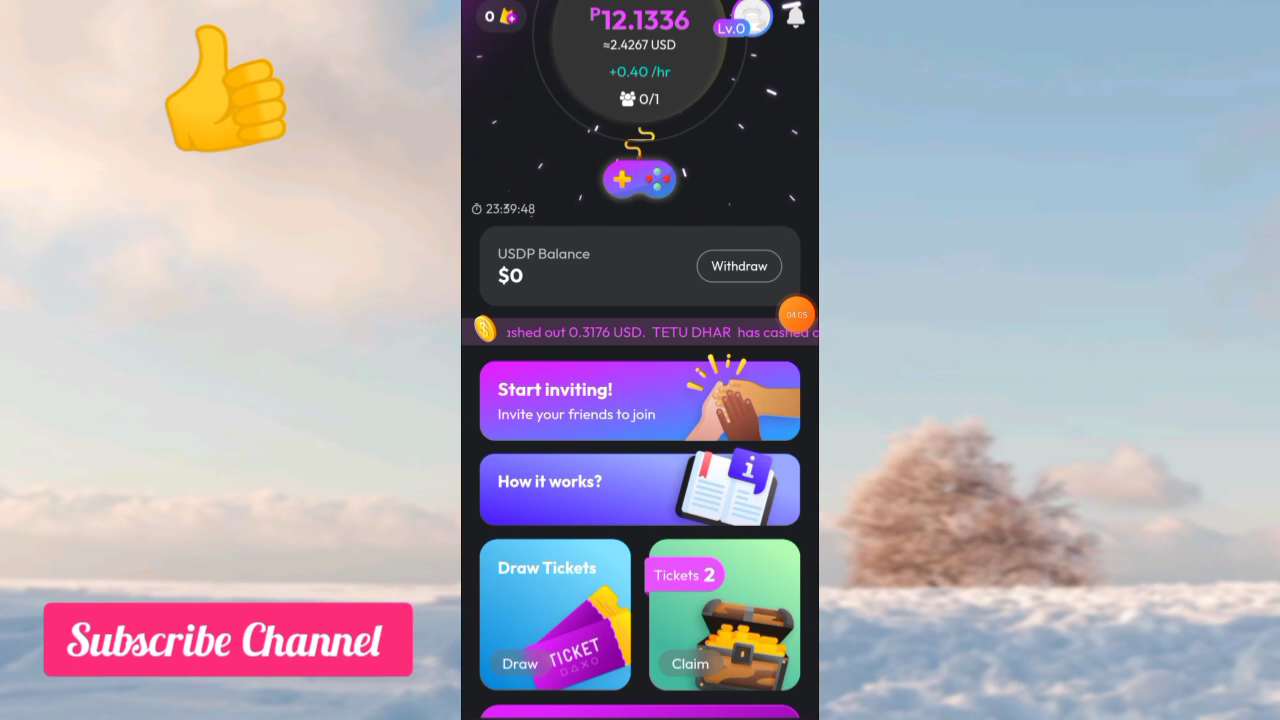 0
P12.1336
Lv.0
≈2.4267 USD
+0.40 /hr
0/1
23:39:48
USDP Balance
$0
Withdraw
04:05
ashed out 0.3176 USD. TETU DHAR has cashed
Start inviting!
Invite your friends to join
How it works?
Draw Tickets
TICKET
Draw
Tickets 2
Claim
Subscribe Channel